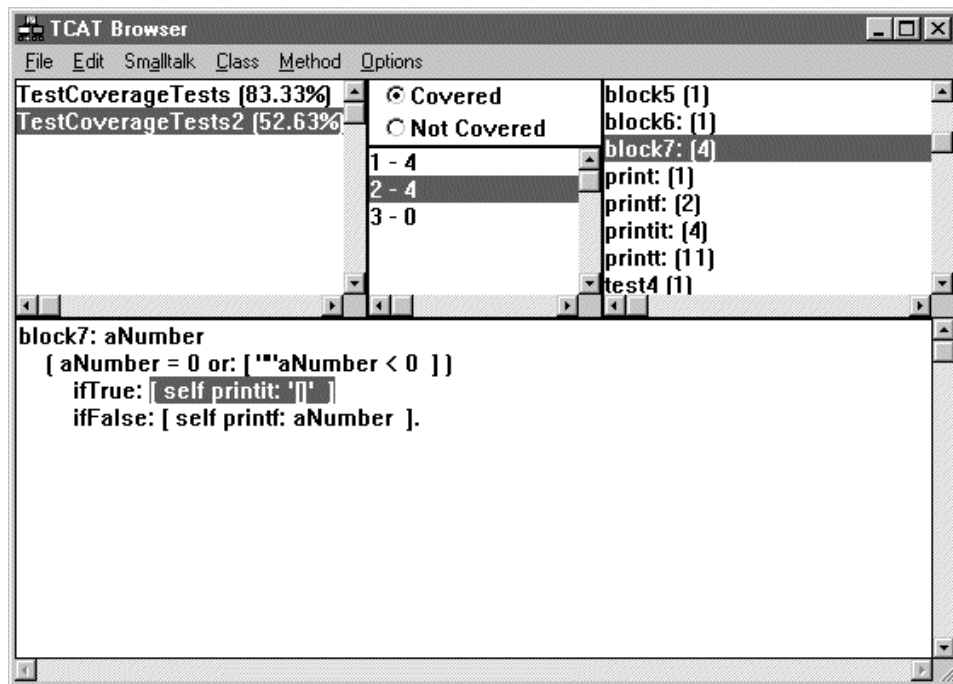 TCAT Browser
File Edit Smalltalk Class Method Options
TestCoverageTests (83.33%)
TestCoverageTests2 (52.63%)
Covered
Not Covered
1 - 4
2 - 4
3 - 0
block5 (1)
block6: (1)
block7: (4)
print: (1)
printf: (2)
printit: (4)
printt: (11)
test4 (1)
block7: aNumber
( aNumber = 0 or: [ '"'aNumber < 0 ] )
ifTrue: [ self printit: '[]' ]
ifFalse: [ self printf: aNumber ].